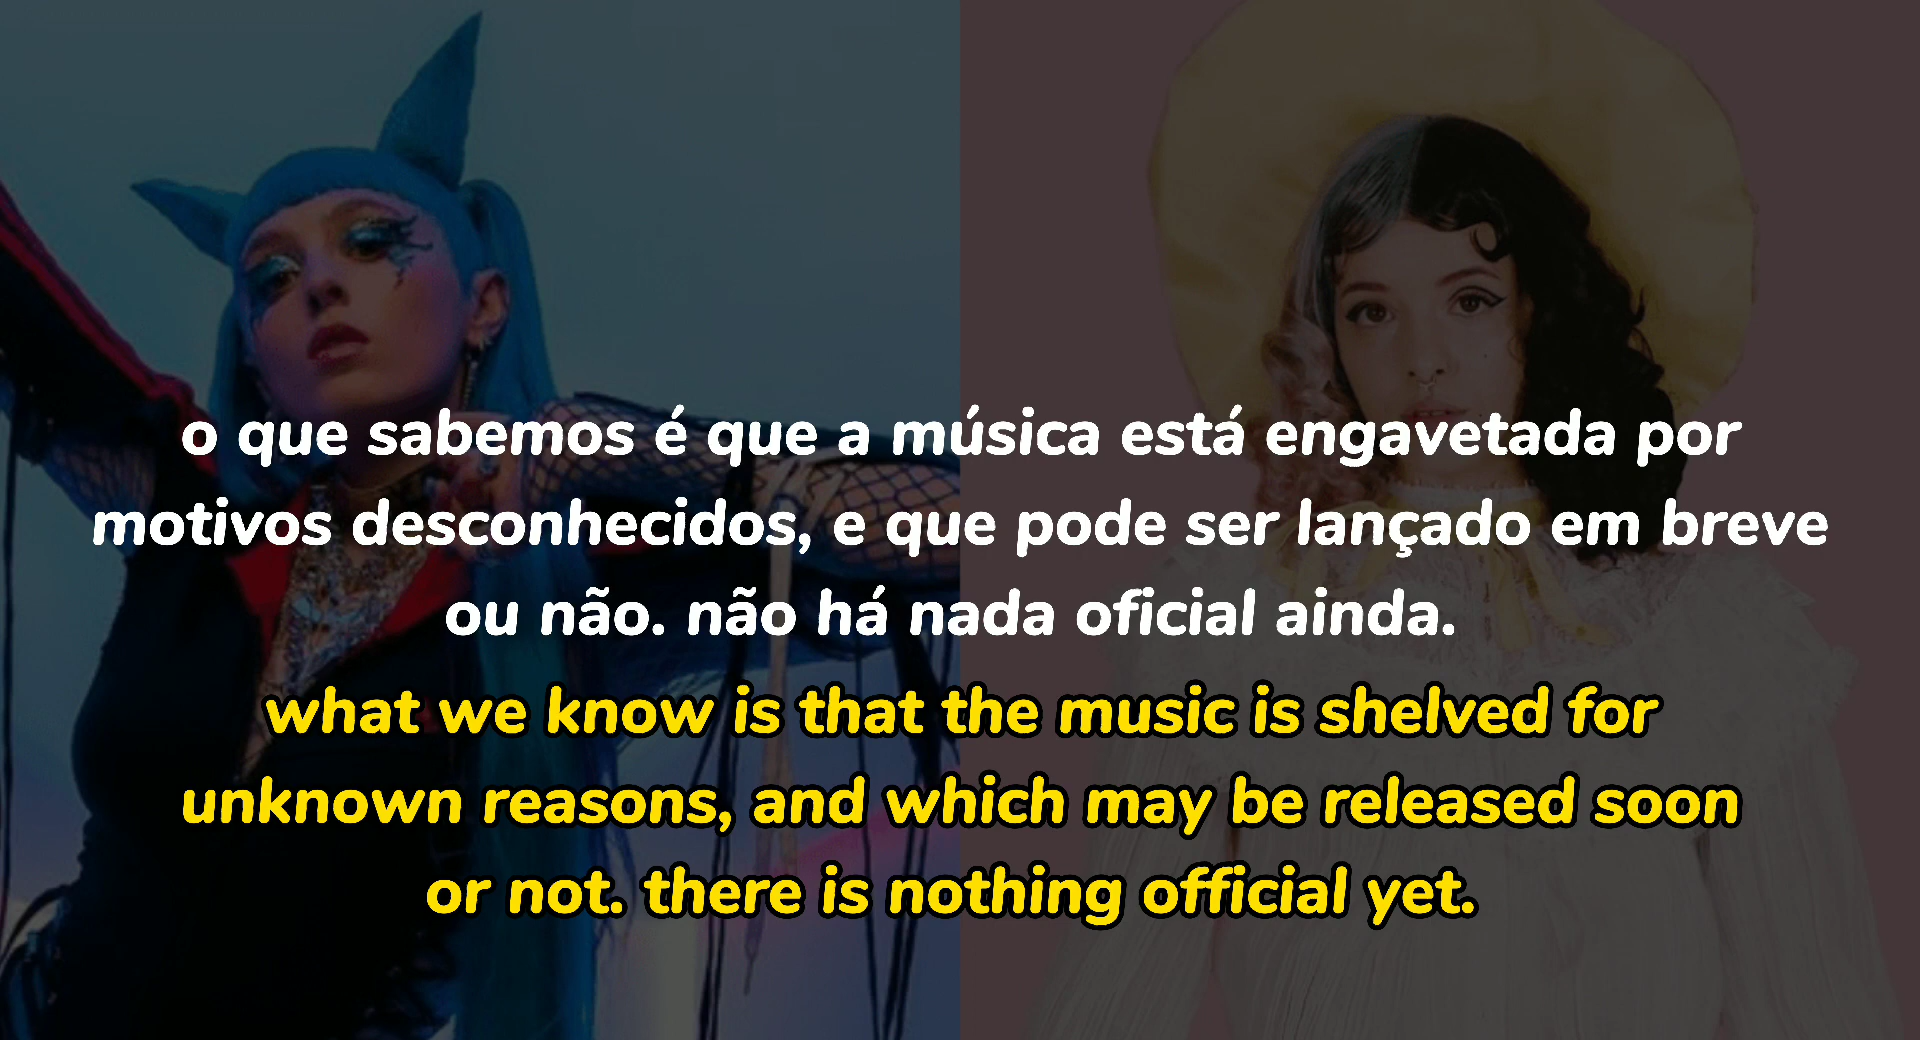 o que sabemos é que a música está engavetada por
motivos desconhecidos, e que pode ser lançado em breve
ou não. não há nada oficial ainda.
what we know is that the music is shelved for
unknown reasons, and which may be released soon
or not. there is nothing official yet.